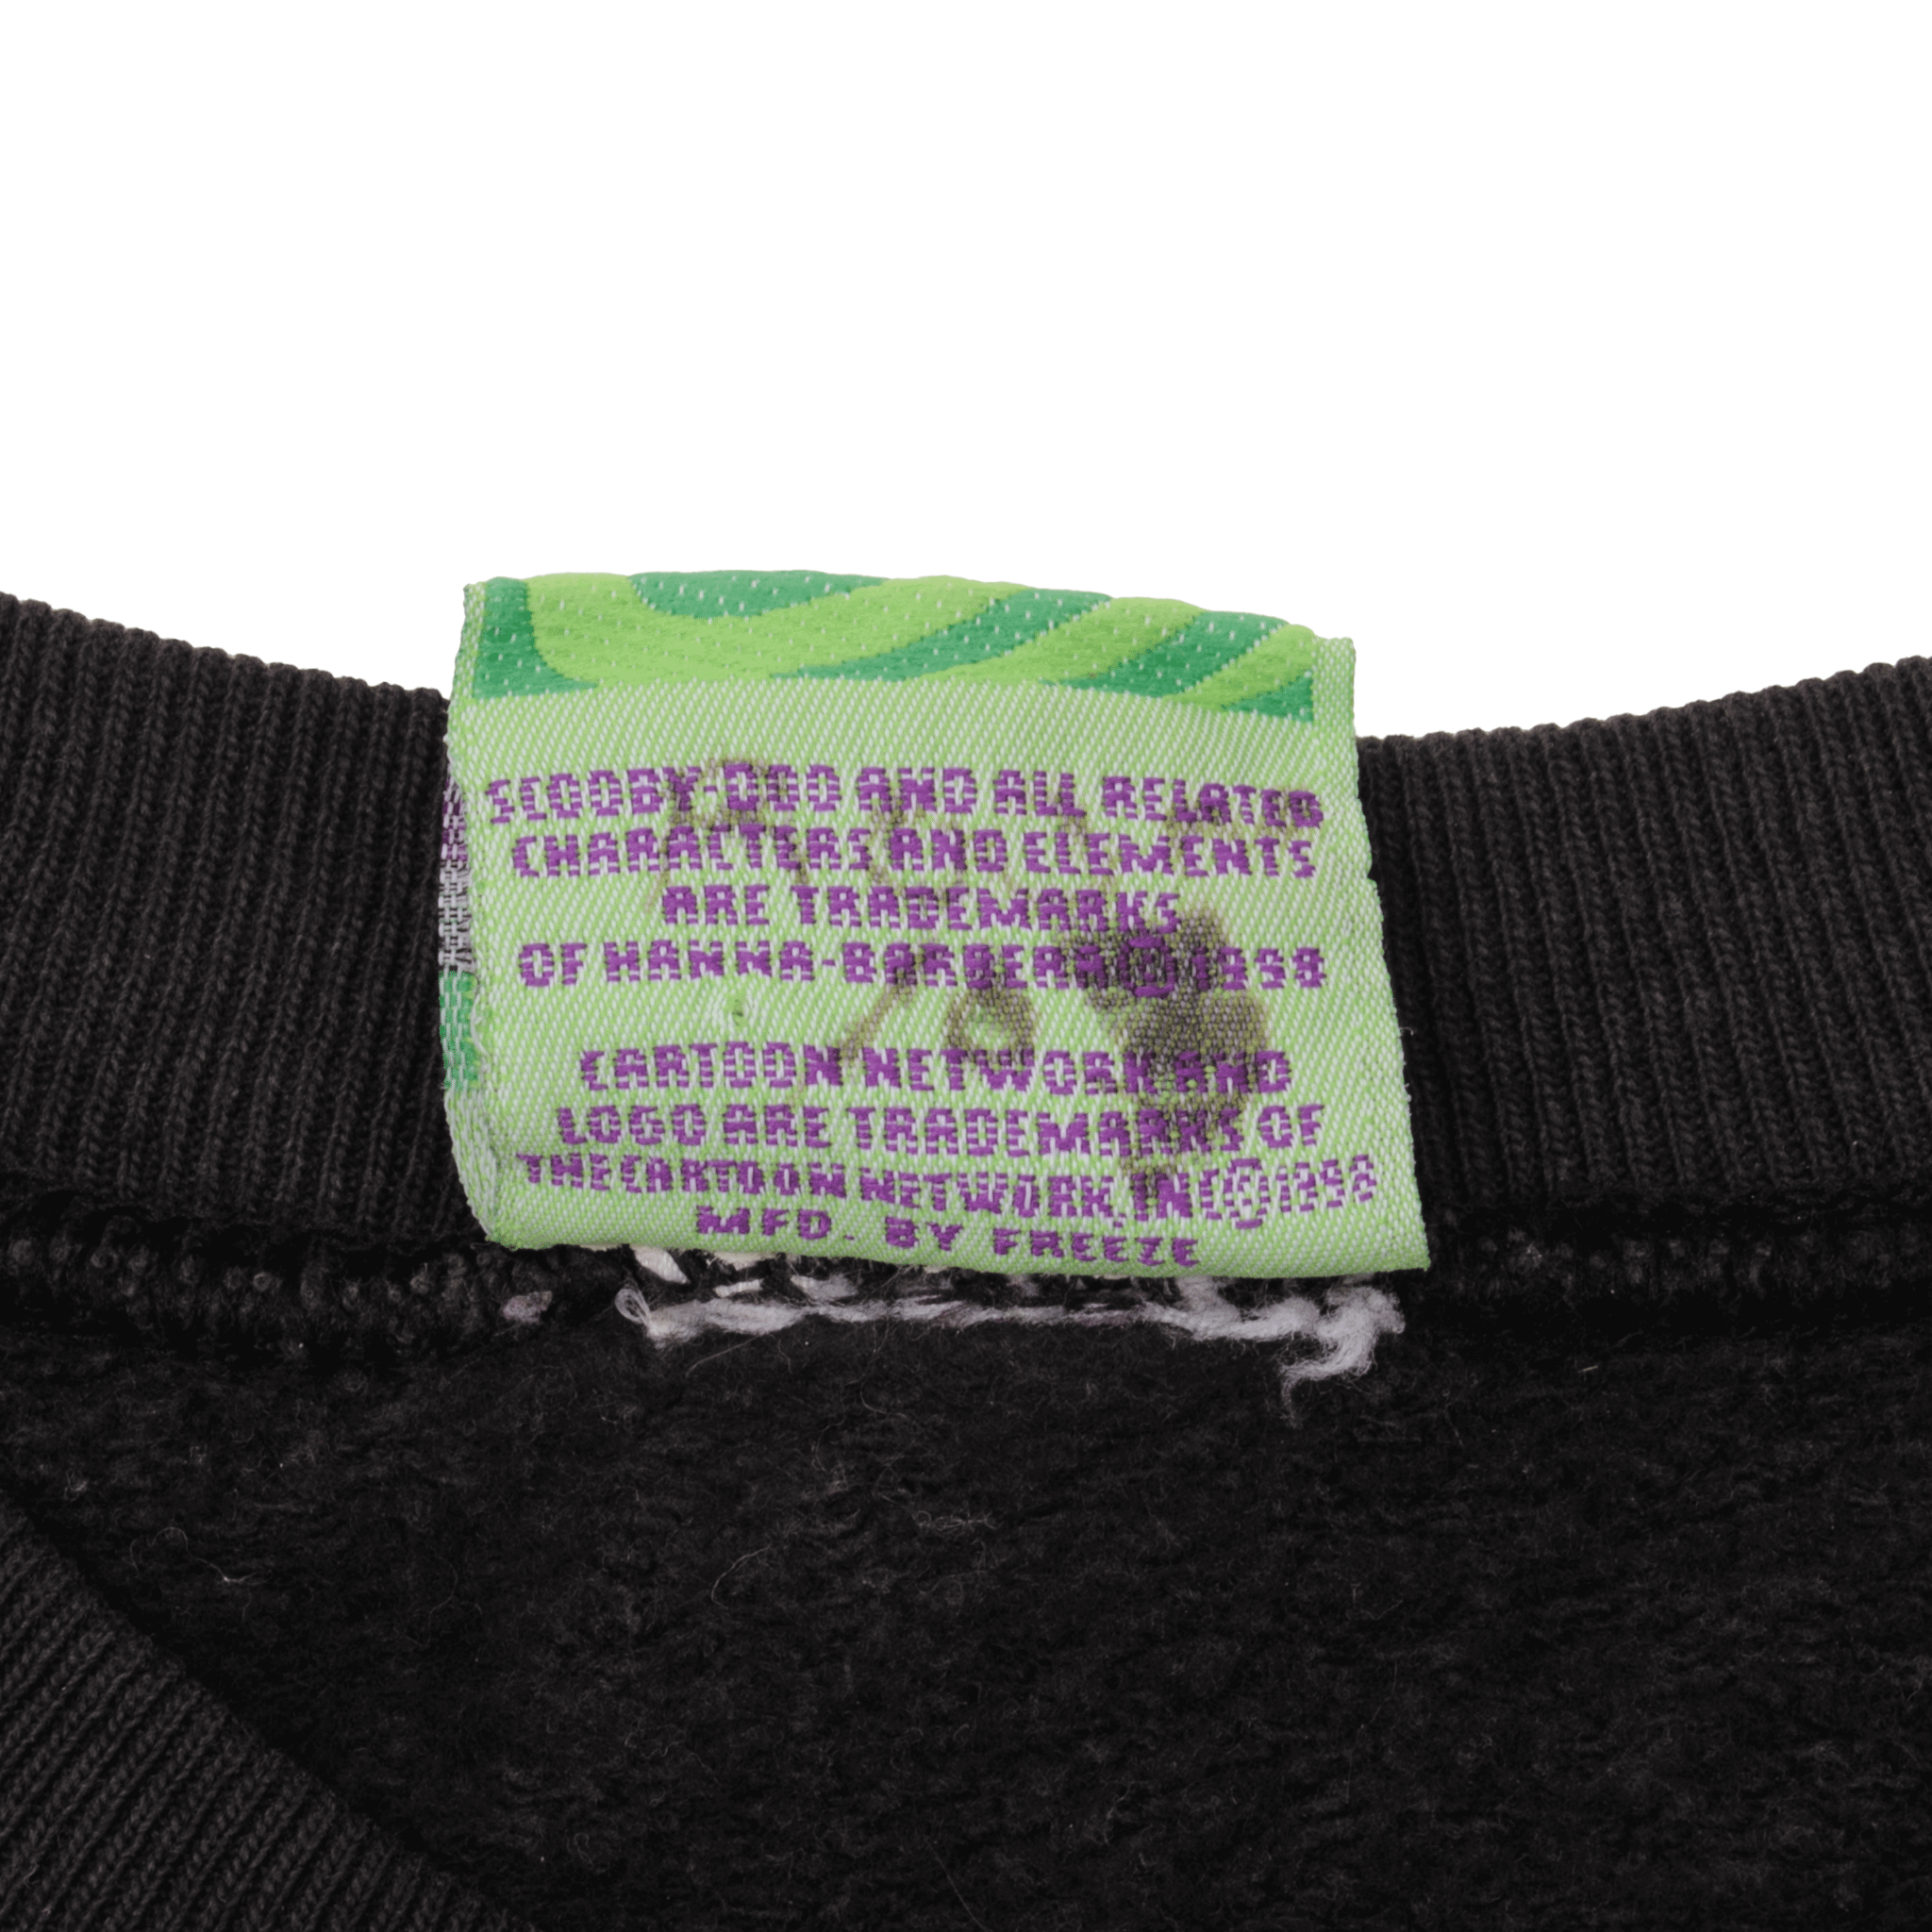 SCOOBY-DOO AND ALL RELATED
CHARACTERS AND ELEMENTS
ARE TRADEMARKS
OF HANNA-BARBERA © 1998
CARTOON NETWORK AND
LOGO ARE TRADEMARKS OF
THE CARTOON NETWORK, INC © 1998
MFD. BY FREEZE